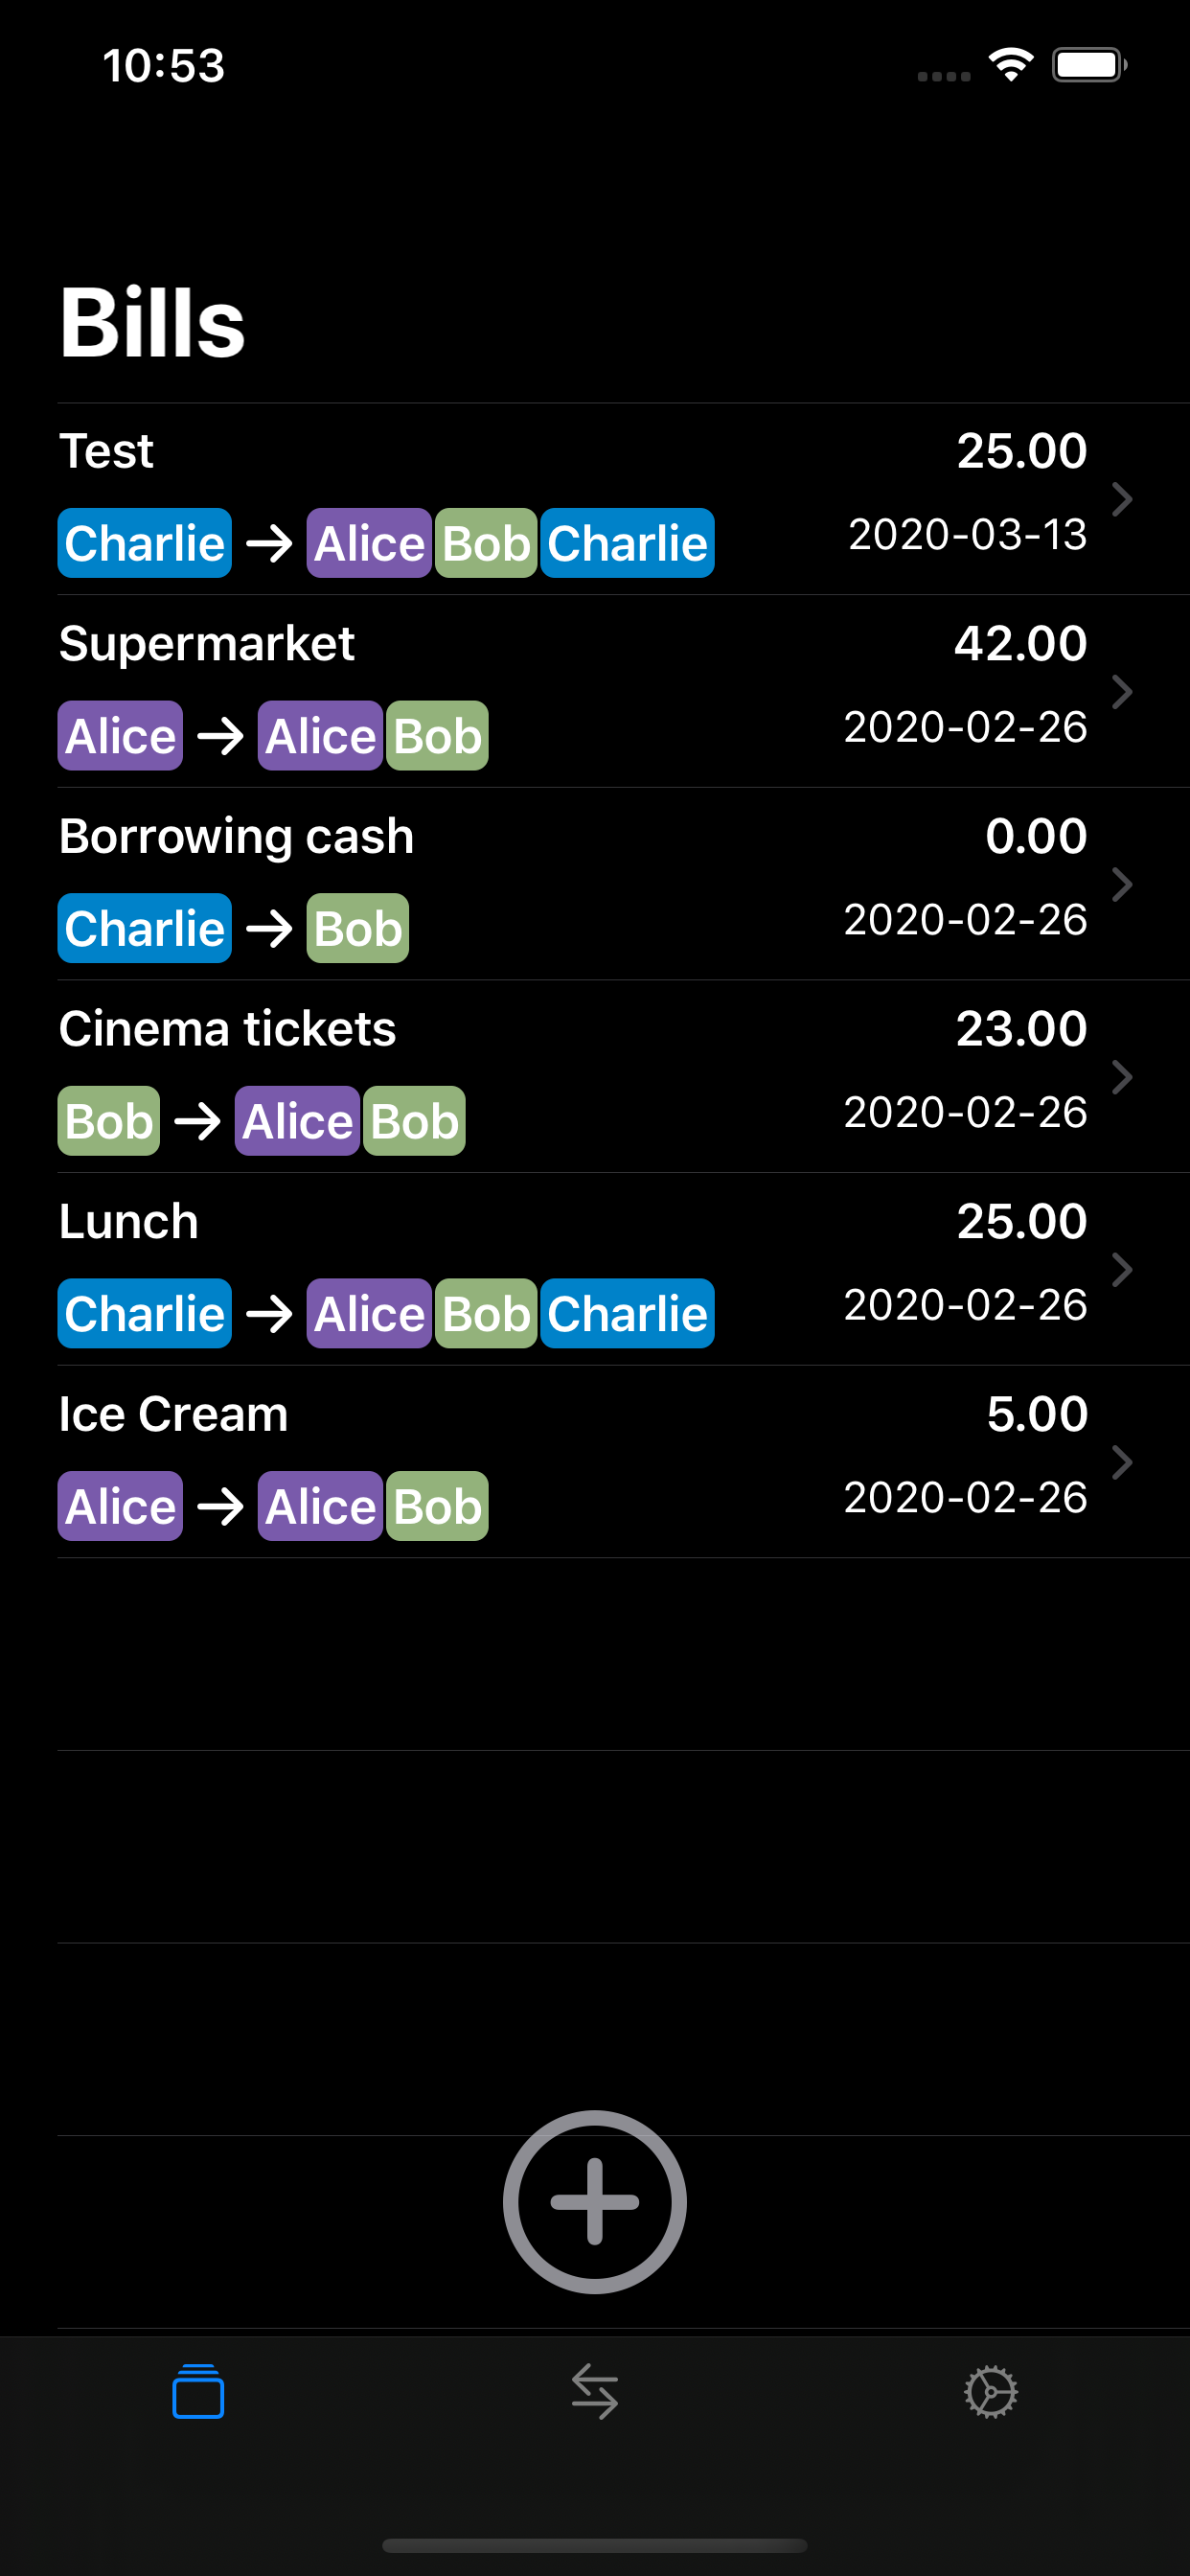 10:53
Bills
Test 25.00
Charlie → Alice Bob Charlie 2020-03-13
Supermarket 42.00
Alice → Alice Bob 2020-02-26
Borrowing cash 0.00
Charlie → Bob 2020-02-26
Cinema tickets 23.00
Bob → Alice Bob 2020-02-26
Lunch 25.00
Charlie → Alice Bob Charlie 2020-02-26
Ice Cream 5.00
Alice → Alice Bob 2020-02-26